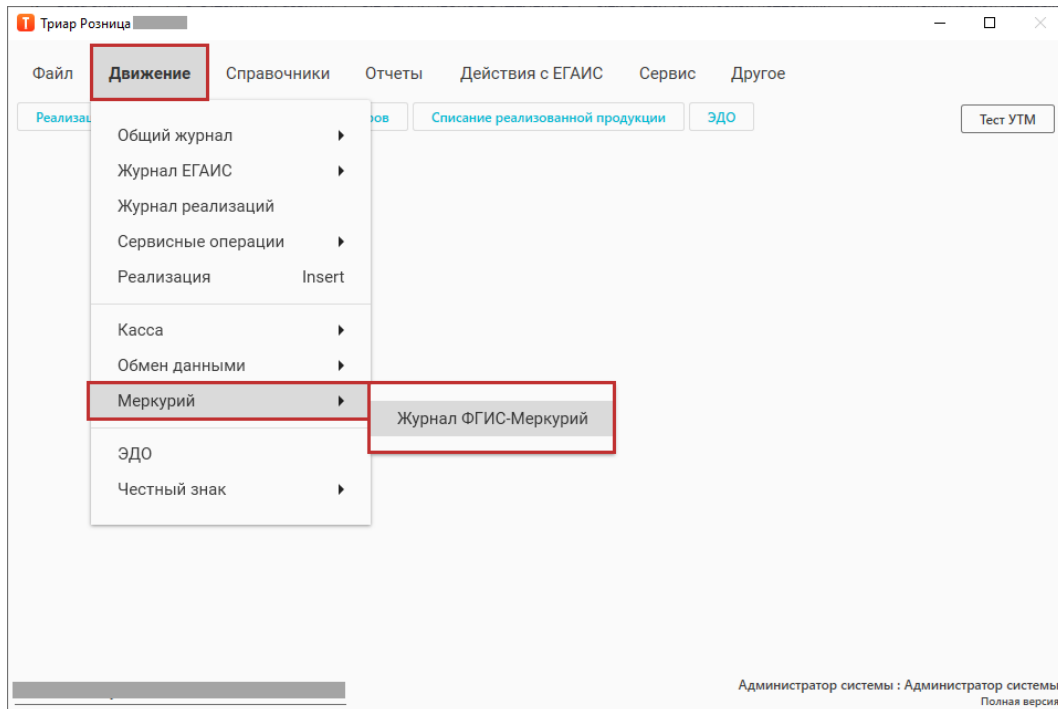 Триар Розница
Файл Движение Справочники Отчеты Действия с ЕГАИС Сервис Другое
Списание реализованной продукции ЭДО Тест УТМ
Общий журнал
Журнал ЕГАИС
Журнал реализаций
Сервисные операции
Реализация Insert
Касса
Обмен данными
Меркурий
Журнал ФГИС-Меркурий
ЭДО
Честный знак
Администратор системы : Администратор системы
Полная версия